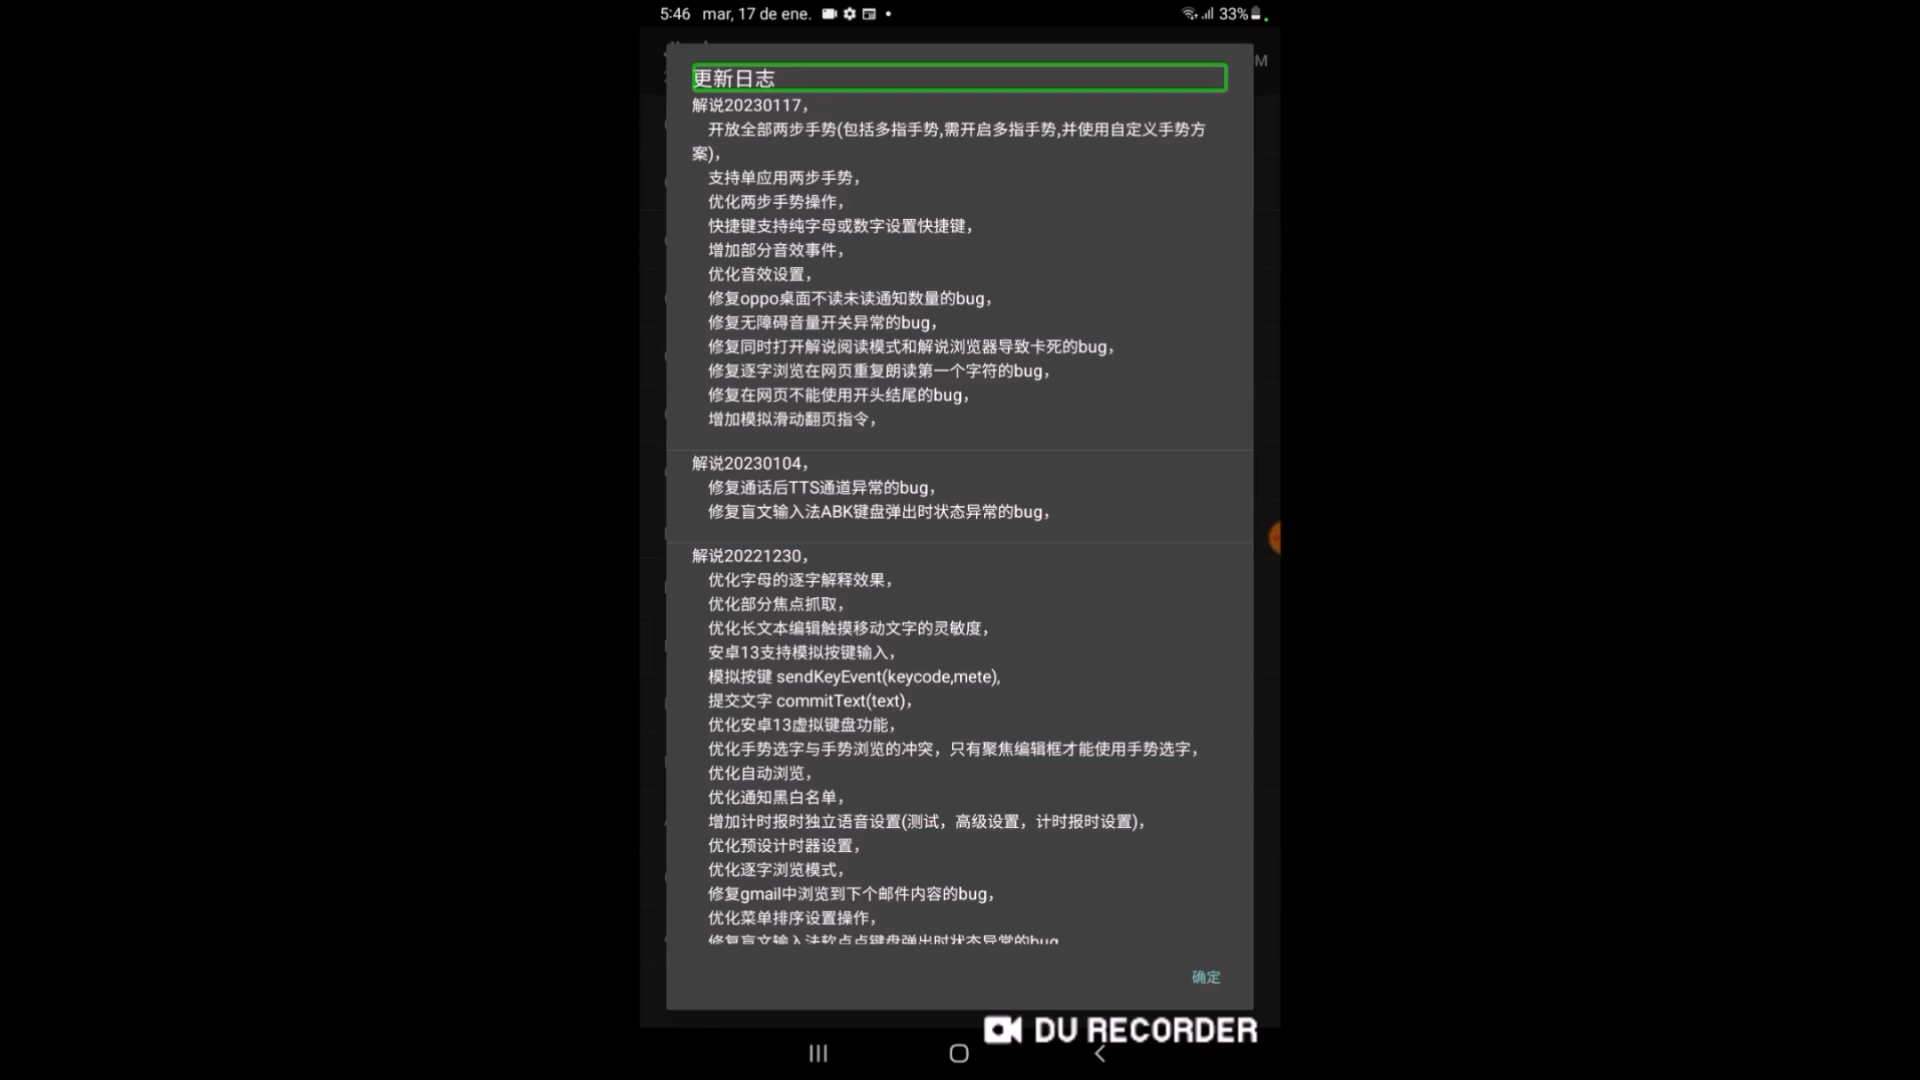 5:46 mar, 17 de ene. 33%
M
更新日志
解说20230117，
开放全部两步手势(包括多指手势,需开启多指手势,并使用自定义手势方
案)，
支持单应用两步手势，
优化两步手势操作，
快捷键支持纯字母或数字设置快捷键，
增加部分音效事件，
优化音效设置，
修复oppo桌面不读未读通知数量的bug，
修复无障碍音量开关异常的bug，
修复同时打开解说阅读模式和解说浏览器导致卡死的bug，
修复逐字浏览在网页重复朗读第一个字符的bug，
修复在网页不能使用开头结尾的bug，
增加模拟滑动翻页指令，
解说20230104，
修复通话后TTS通道异常的bug，
修复盲文输入法ABK键盘弹出时状态异常的bug，
解说20221230，
优化字母的逐字解释效果，
优化部分焦点抓取，
优化长文本编辑触摸移动文字的灵敏度，
安卓13支持模拟按键输入，
模拟按键 sendKeyEvent(keycode,mete),
提交文字 commitText(text)，
优化安卓13虚拟键盘功能，
优化手势选字与手势浏览的冲突，只有聚焦编辑框才能使用手势选字，
优化自动浏览，
优化通知黑白名单，
增加计时报时独立语音设置(测试，高级设置，计时报时设置)，
优化预设计时器设置，
优化逐字浏览模式，
修复gmail中浏览到下个邮件内容的bug，
优化菜单排序设置操作，
修复盲文输入法软点点键盘弹出时状态异常的bug
确定
DU RECORDER